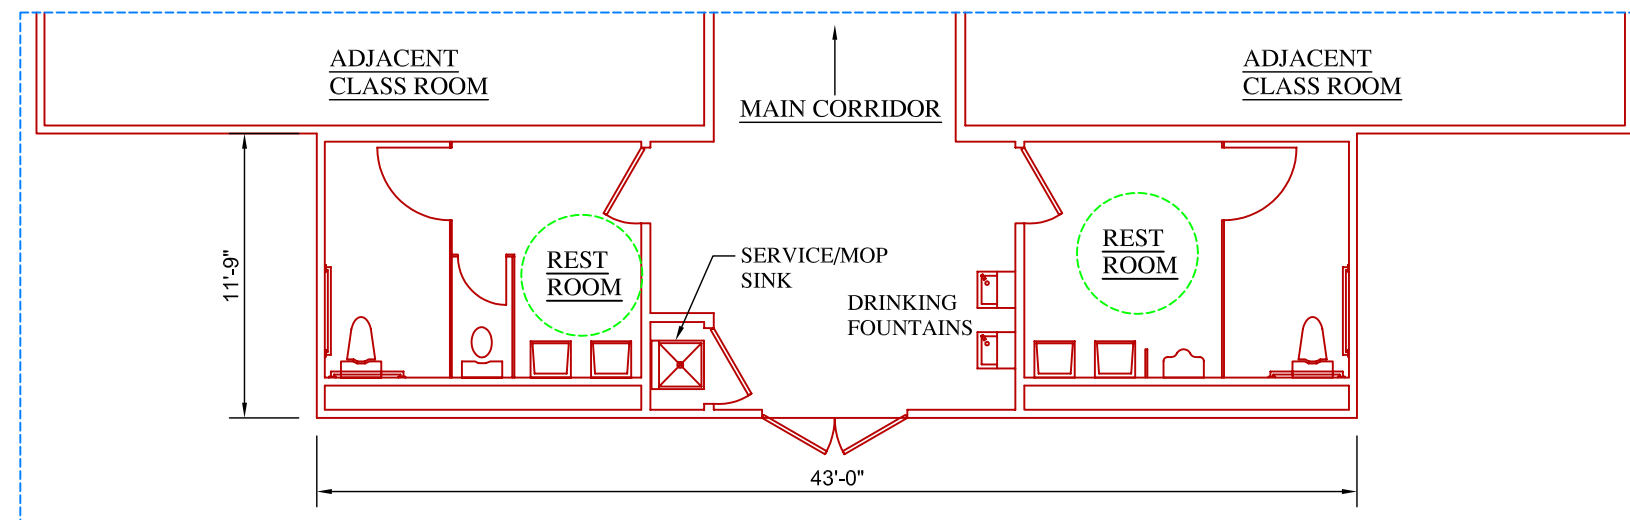 ADJACENT
CLASS ROOM
ADJACENT
CLASS ROOM
MAIN CORRIDOR
REST
ROOM
SERVICE/MOP
SINK
DRINKING
FOUNTAINS
REST
ROOM
11'-9"
43'-0"